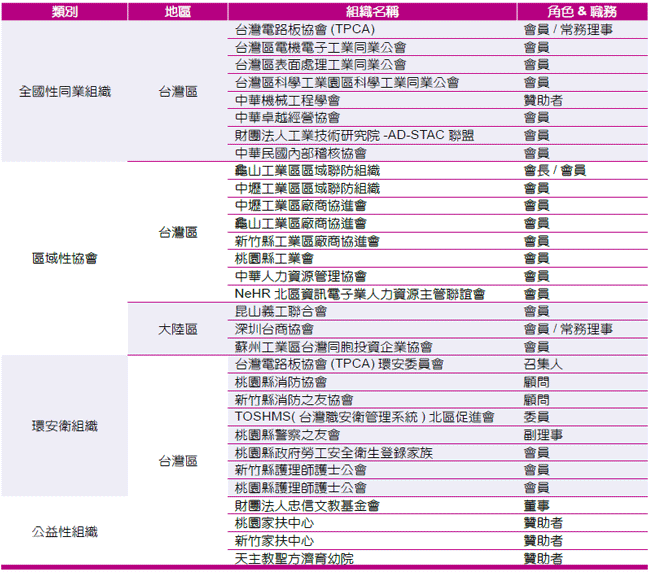 類別 地區 組織名稱 角色 & 職務
全國性同業組織 台灣區 台灣電路板協會 (TPCA) 會員 / 常務理事
台灣區電機電子工業同業公會 會員
台灣區表面處理工業同業公會 會員
台灣區科學工業園區科學工業同業公會 會員
中華機械工程學會 贊助者
中華卓越經營協會 會員
財團法人工業技術研究院 -AD-STAC 聯盟 會員
中華民國內部稽核協會 會員
區域性協會 台灣區 龜山工業區區域聯防組織 會長 / 會員
中壢工業區區域聯防組織 會員
中壢工業區廠商協進會 會員
龜山工業區廠商協進會 會員
新竹縣工業區廠商協進會 會員
桃園縣工業會 會員
中華人力資源管理協會 會員
NeHR 北區資訊電子業人力資源主管聯誼會 會員
大陸區 昆山義工聯合會 會員
深圳台商協會 會員 / 常務理事
蘇州工業區台灣同胞投資企業協會 會員
環安衛組織 台灣區 台灣電路板協會 (TPCA) 環安委員會 召集人
桃園縣消防協會 顧問
新竹縣消防之友協會 顧問
TOSHMS( 台灣職安衛管理系統 ) 北區促進會 委員
桃園縣警察之友會 副理事
桃園縣政府勞工安全衛生登錄家族 會員
新竹縣護理師護士公會 會員
桃園縣護理師護士公會 會員
公益性組織 財團法人忠信文教基金會 董事
桃園家扶中心 贊助者
新竹家扶中心 贊助者
天主教聖方濟育幼院 贊助者